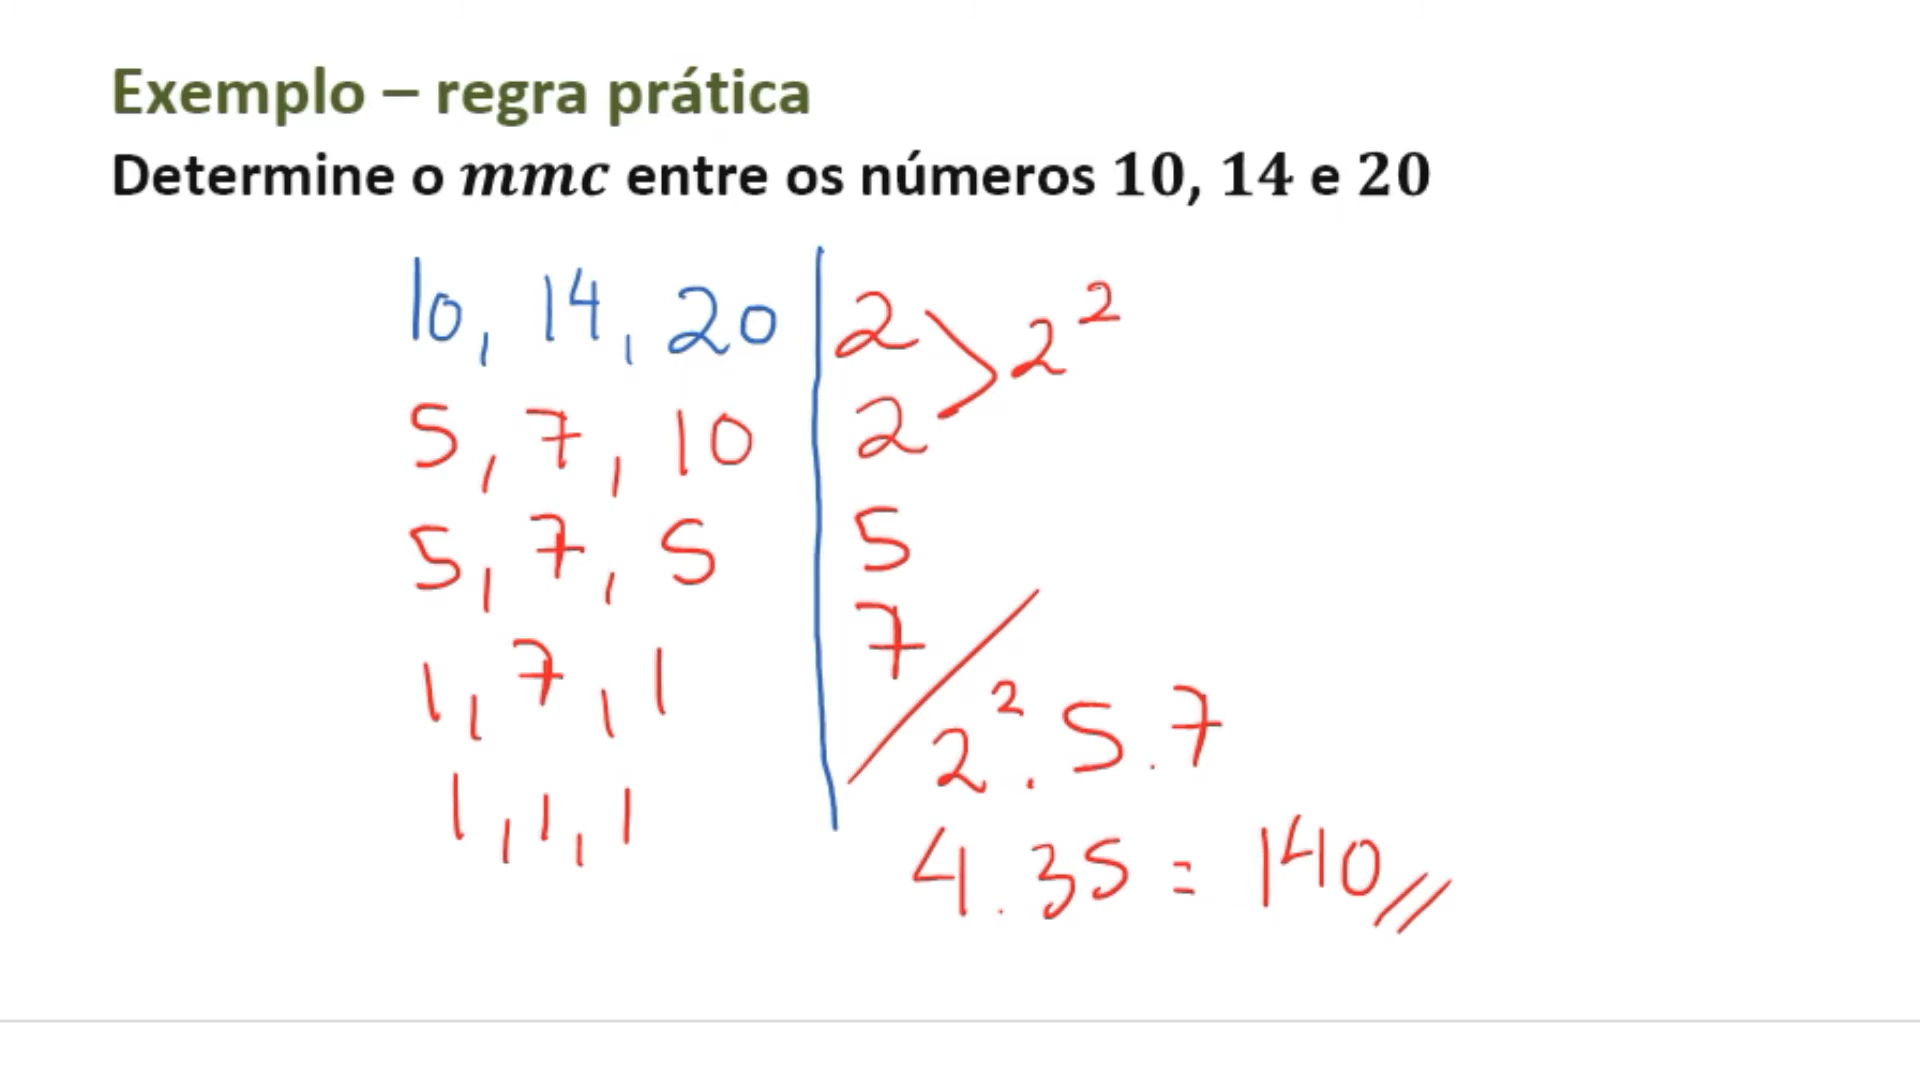 Exemplo – regra prática
Determine o mmc entre os números 10, 14 e 20
10, 14, 20 | 2 > 2²
5, 7, 10 | 2
5, 7, 5 | 5
1, 7, 1 | 7
1, 1, 1 | 2² . 5 . 7
4 . 35 = 140 //